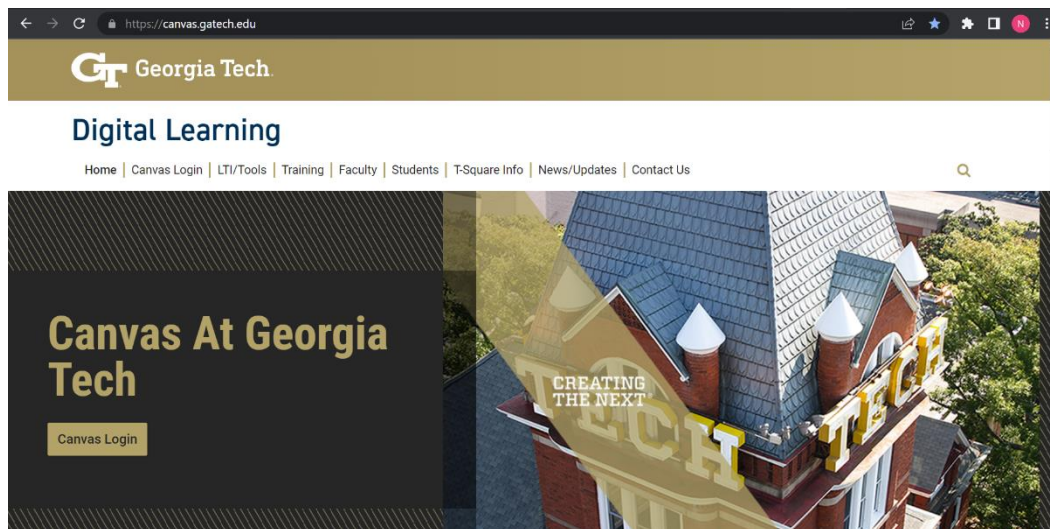 https://canvas.gatech.edu
N
GT Georgia Tech.
Digital Learning
Home | Canvas Login | LTI/Tools | Training | Faculty | Students | T-Square Info | News/Updates | Contact Us
Canvas At Georgia
Tech
Canvas Login
CREATING
THE NEXT
TECH
TECH